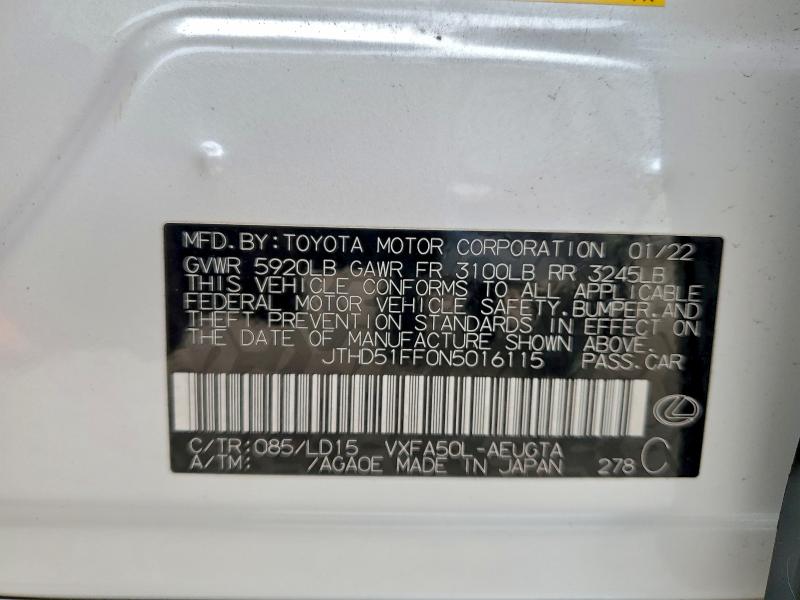 MFD.BY:TOYOTA MOTOR CORPORATION 01/22
GVWR 5920LB GAWR FR 3100LB RR 3245LB
THIS VEHICLE CONFORMS TO ALL APPLICABLE
FEDERAL MOTOR VEHICLE SAFETY,BUMPER,AND
THEFT PREVENTION STANDARDS IN EFFECT ON
THE DATE OF MANUFACTURE SHOWN ABOVE.
JTHD51FF0N5016115 PASS.CAR
C/TR:085/LD15 VXFA50L-AEUGTA
A/TM: /AGA0E MADE IN JAPAN 278 C